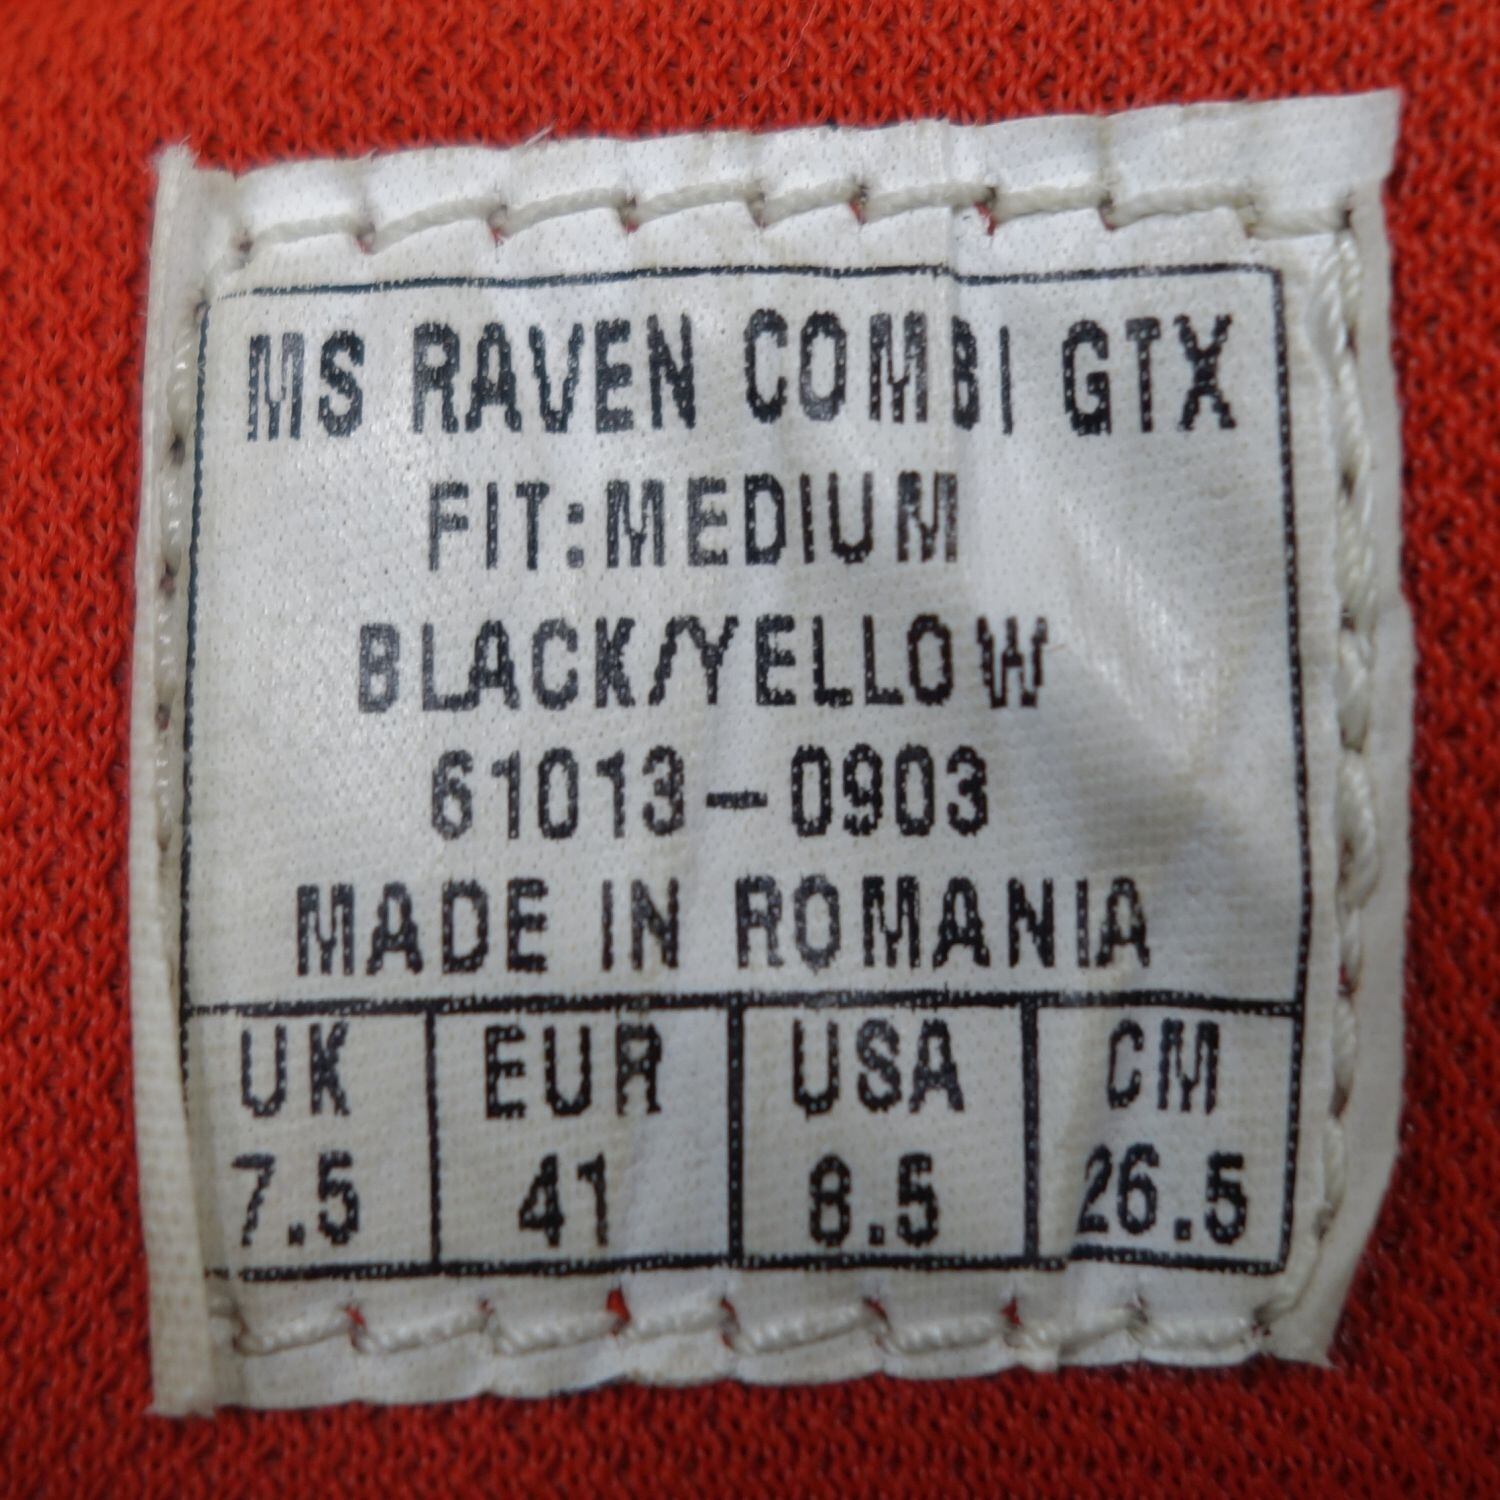 MS RAVEN COMBI GTX
FIT:MEDIUM
BLACK/YELLOW
61013-0903
MADE IN ROMANIA
UK EUR USA CM
7.5 41 8.5 26.5